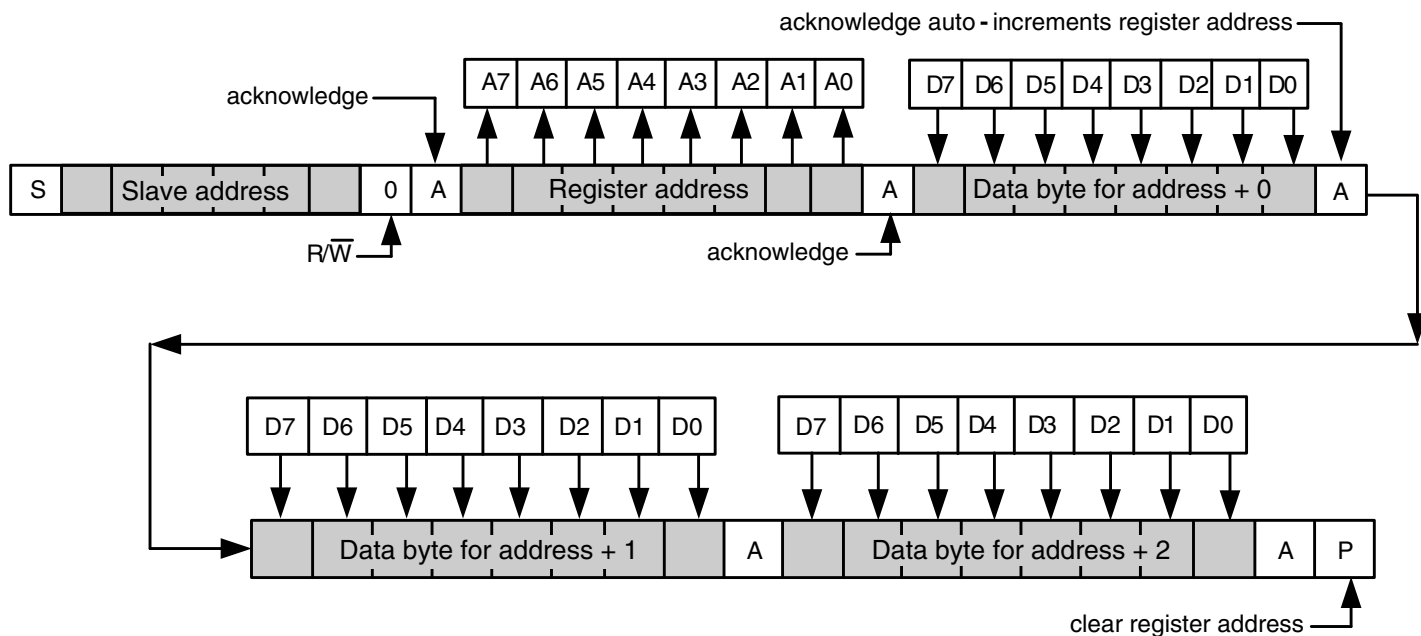 acknowledge auto-increments register address
acknowledge
A7 A6 A5 A4 A3 A2 A1 A0
D7 D6 D5 D4 D3 D2 D1 D0
S Slave address 0 A Register address A Data byte for address + 0 A
R/W̅
acknowledge
D7 D6 D5 D4 D3 D2 D1 D0
D7 D6 D5 D4 D3 D2 D1 D0
Data byte for address + 1 A Data byte for address + 2 A P
clear register address